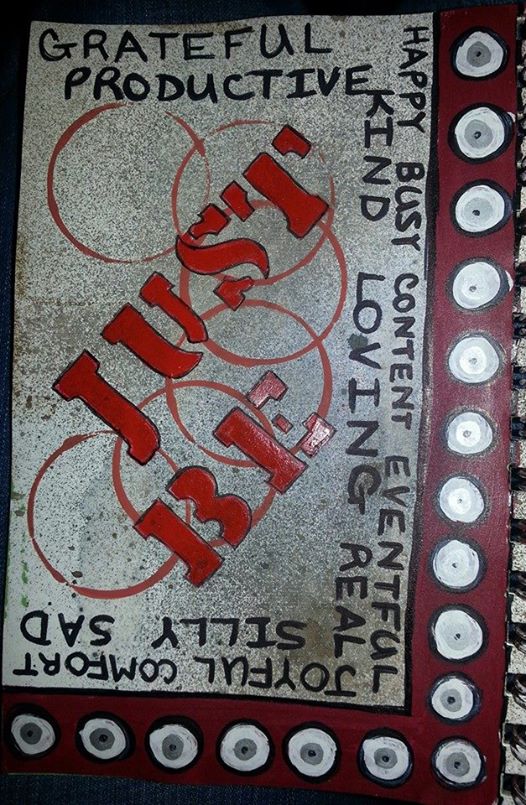 GRATEFUL
PRODUCTIVE
HAPPY BUSY CONTENT EVENTFUL
KIND LOVING REAL
JOYFUL COMFORT
SILLY SAD
JUST
BE